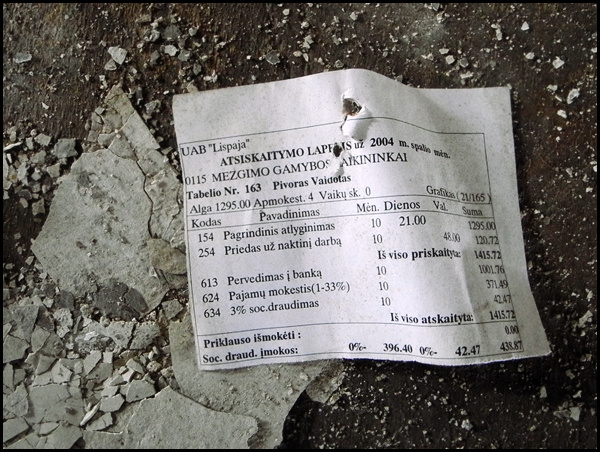 UAB "Lispaja"
ATSISKAITYMO LAPELIS už 2004 m. spalio mėn.
0115 MEZGIMO GAMYBOS
Tabelio Nr. 163 Pivoras Vaidotas
Alga 1295.00 Apmokest. 4 Vaikų sk. 0 Grafikas (21/165)
Kodas Pavadinimas Mėn. Dienos Val. Suma
154 Pagrindinis atlyginimas 10 21.00 1295,00
254 Priedas už naktinį darbą 10 48.00 120,72
Iš viso priskaityta: 1415.72
613 Pervedimas į banką 10 1001.76
624 Pajamų mokestis(1-33%) 10 371.49
634 3% soc.draudimas 10 42.47
Iš viso atskaityta: 1415.72
Priklauso išmokėti : 0.00
Soc. draud. įmokos: 0%- 396.40 0%- 42.47 438.87